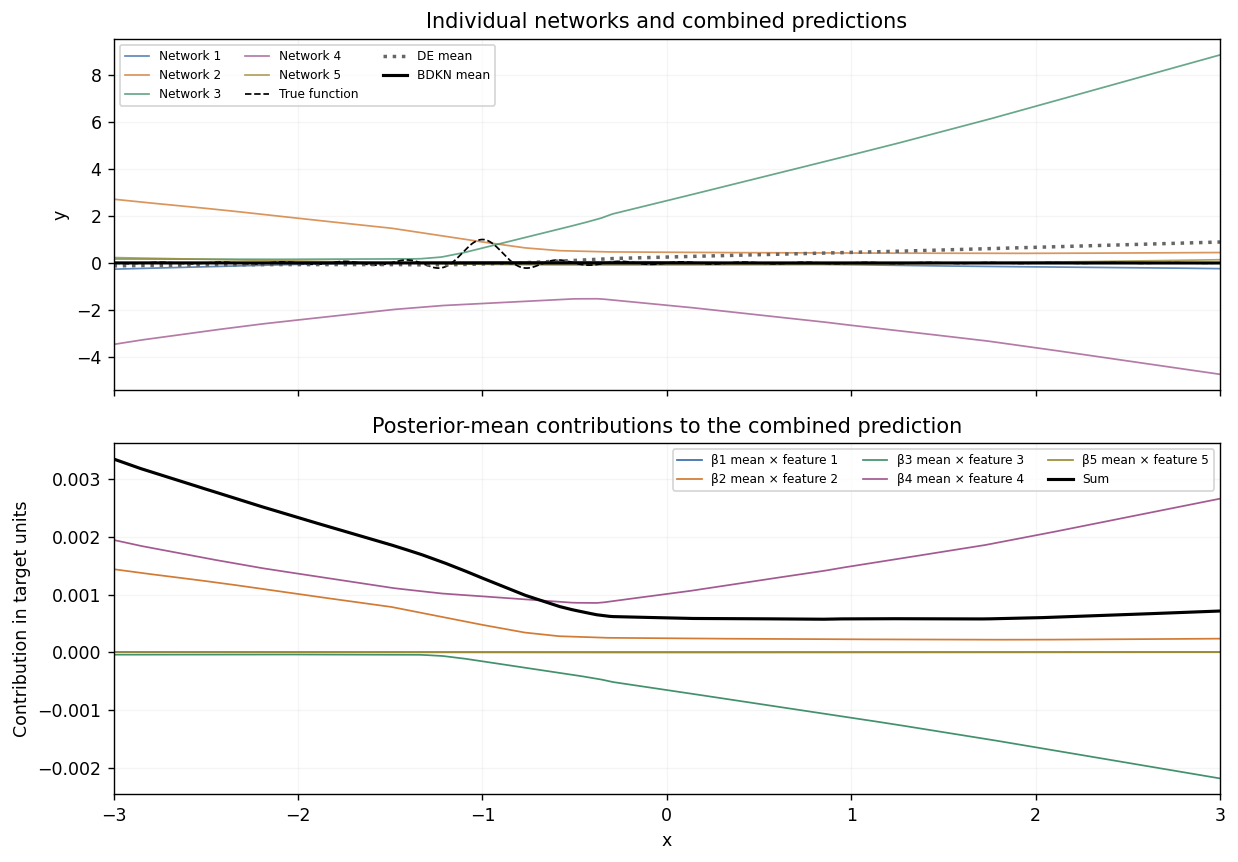 Individual networks and combined predictions
Network 1
Network 2
Network 3
Network 4
Network 5
True function
DE mean
BDKN mean
y
8
6
4
2
0
−2
−4
Posterior-mean contributions to the combined prediction
β1 mean × feature 1
β2 mean × feature 2
β3 mean × feature 3
β4 mean × feature 4
β5 mean × feature 5
Sum
Contribution in target units
0.003
0.002
0.001
0.000
−0.001
−0.002
−3
−2
−1
0
1
2
3
x